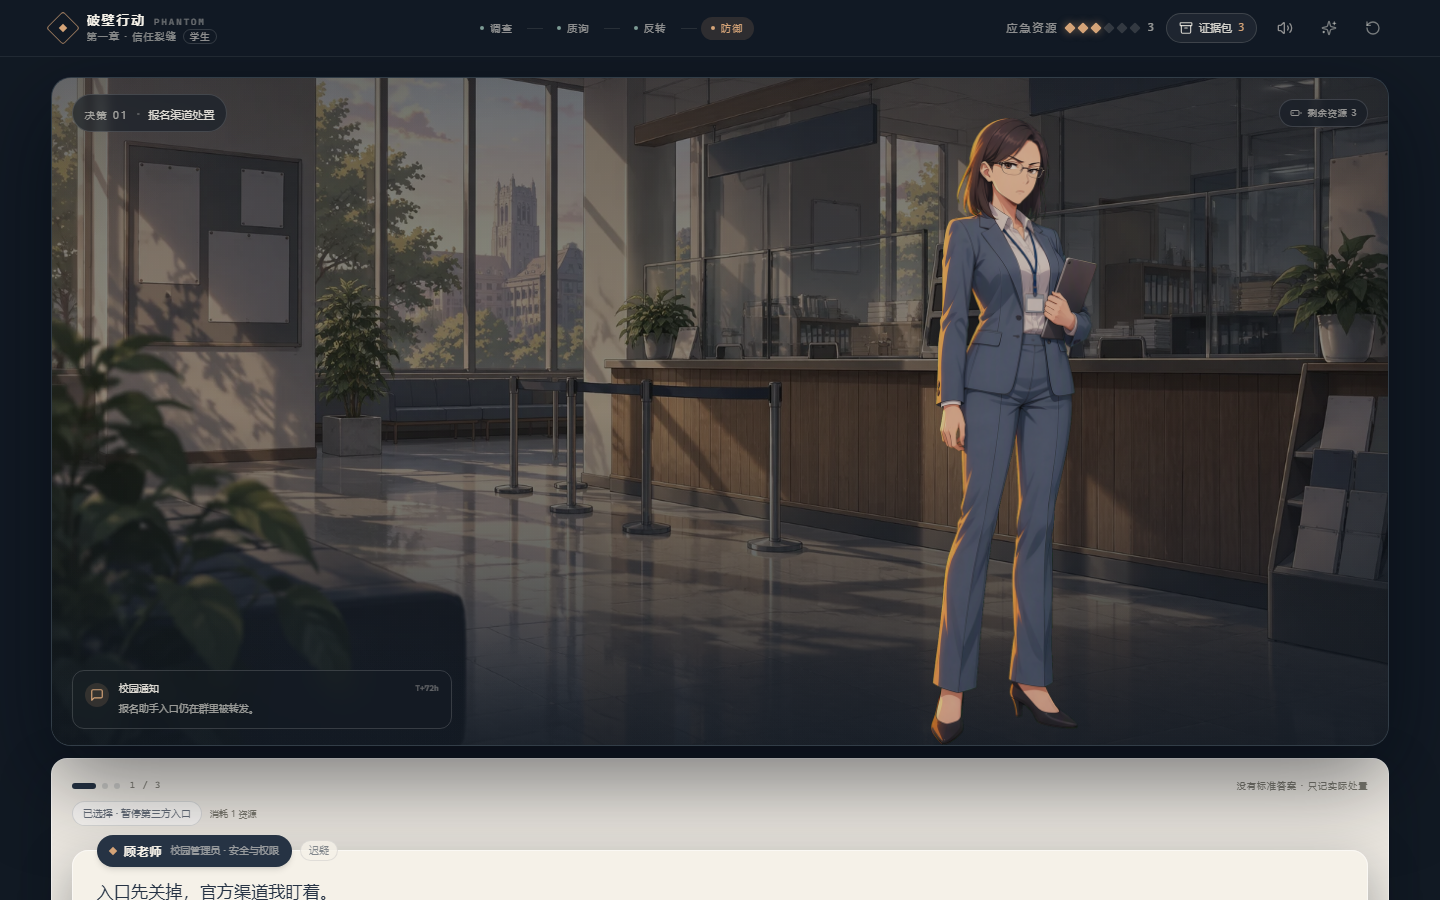 破壁行动 PHANTOM
第一章 · 信任裂缝 学生
调查 质询 反转 防御
应急资源 3 证据包 3
决策 01 · 报名渠道处置
剩余资源 3
校园通知 T+72h
报名助手入口仍在群里被转发。
1 / 3 没有标准答案 · 只记实际处置
已选择 · 暂停第三方入口 消耗 1 资源
顾老师 校园管理员 · 安全与权限 迟疑
入口先关掉，官方渠道我盯着。